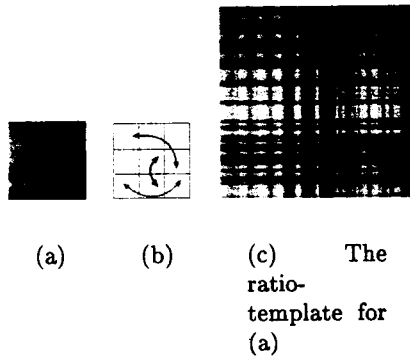 (a) (b) (c) The
ratio-
template for
(a)